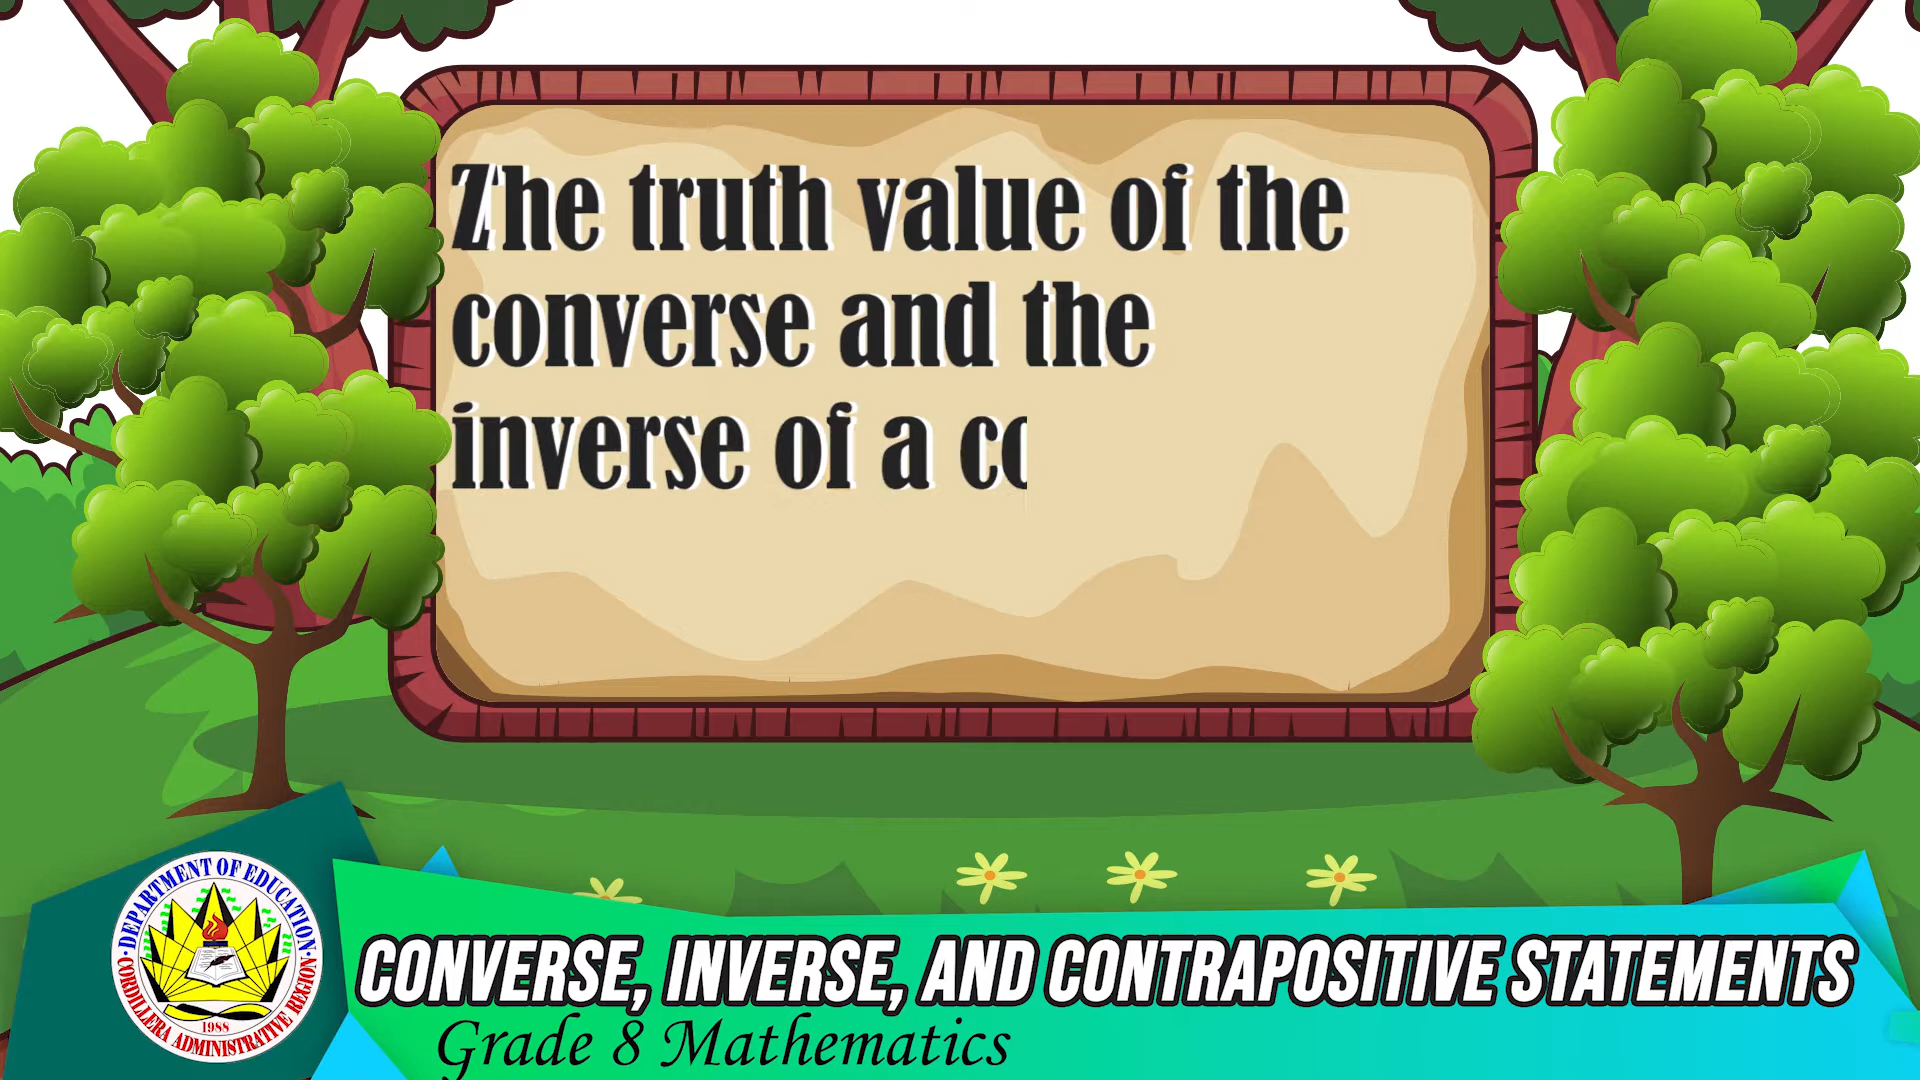 2. The truth value of the
converse and the
inverse of a
DEPARTMENT OF EDUCATION
CORDILLERA ADMINISTRATIVE REGION
1988
CONVERSE, INVERSE, AND CONTRAPOSITIVE STATEMENTS
Grade 8 Mathematics